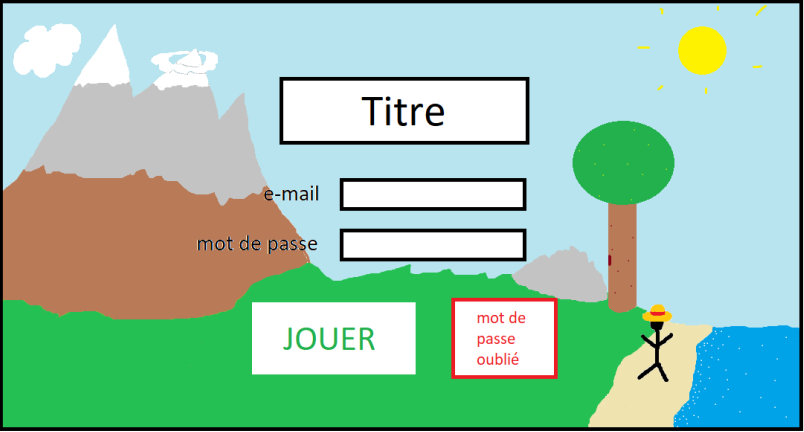 Titre
e-mail
mot de passe
JOUER
mot de
passe
oublié